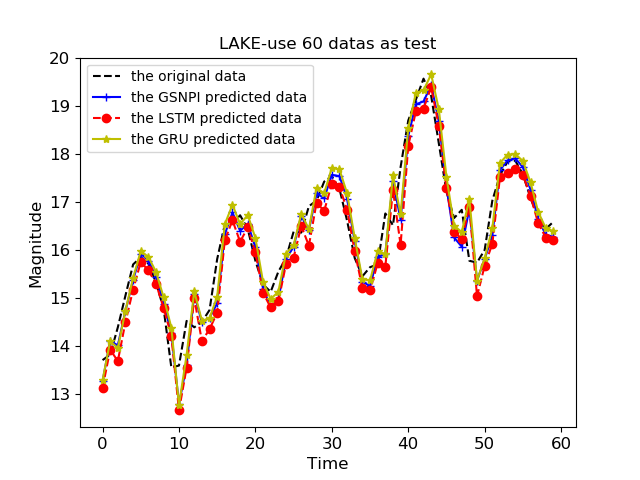 LAKE-use 60 datas as test
the original data
the GSNPI predicted data
the LSTM predicted data
the GRU predicted data
Magnitude
20
19
18
17
16
15
14
13
0 10 20 30 40 50 60
Time